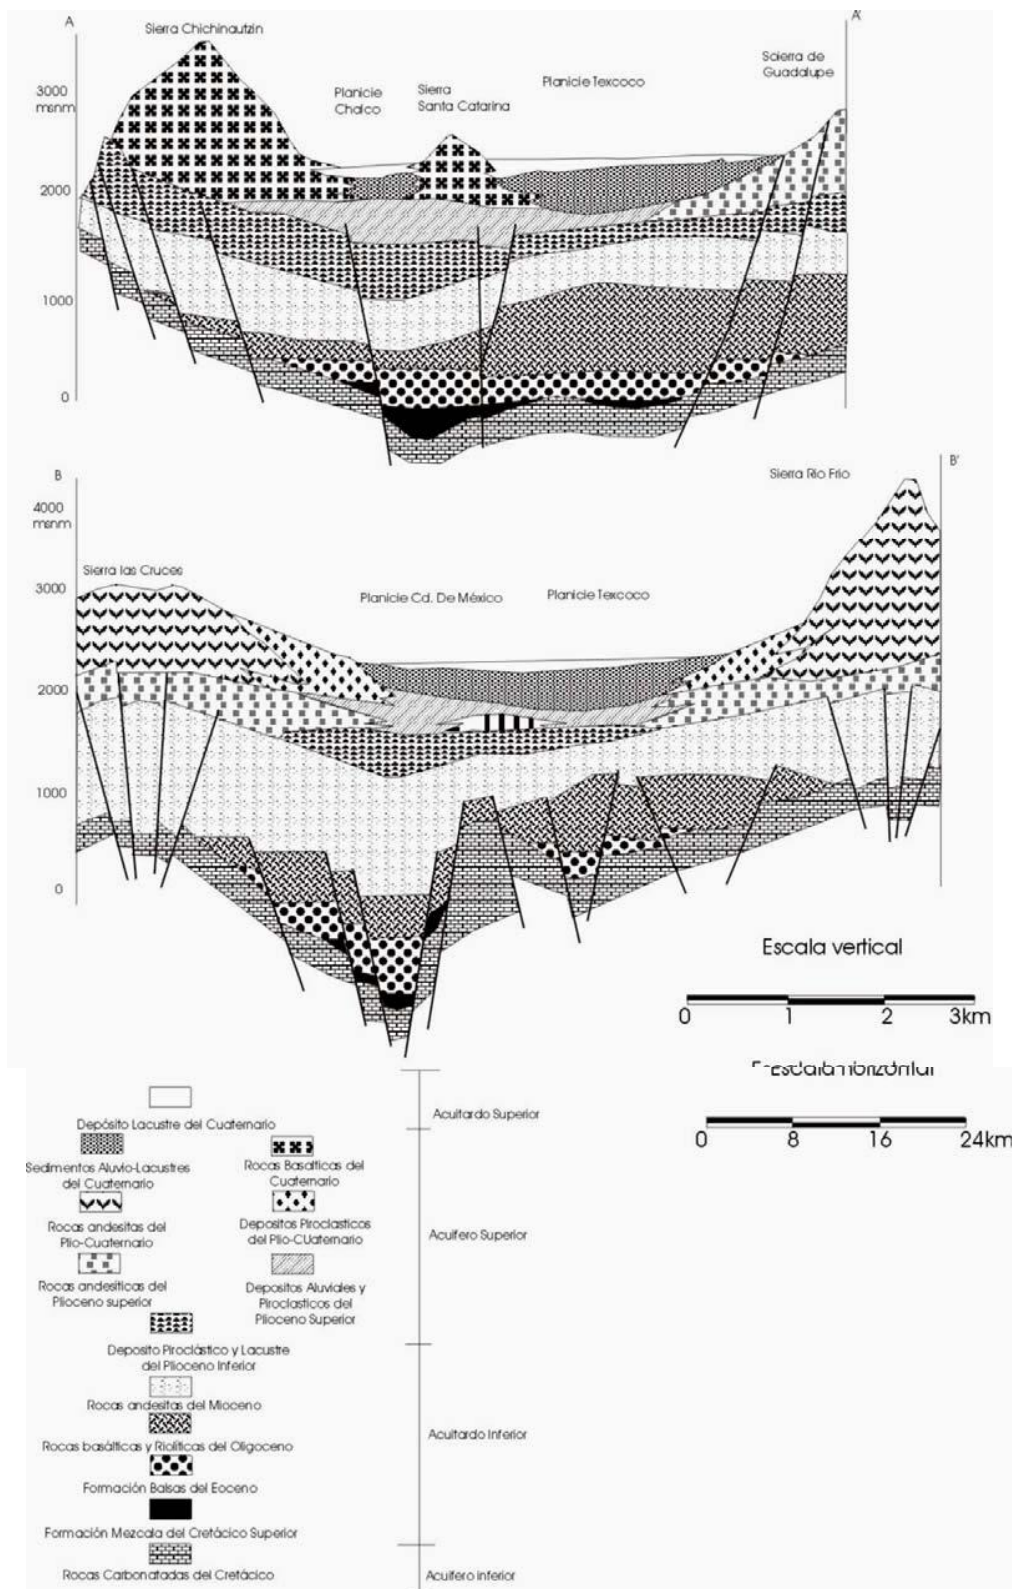 A
Sierra Chichinautzin
A'
3000
msnm
Planicie
Chalco
Sierra
Santa Catarina
Planicie Texcoco
Scierra de
Guadalupe
2000
1000
0
B
4000
msnm
Sierra Rio Frio
B'
Sierra las Cruces
3000
Planicie Cd. De México
Planicie Texcoco
2000
1000
0
Escala vertical
0 1 2 3km
Escala horizontal
0 8 16 24km
Depósito Lacustre del Cuaternario
Acuitardo Superior
Sedimentos Aluvio-Lacustres
del Cuaternario
Rocas Basalticas del
Cuaternario
Rocas andesitas del
Plio-Cuaternario
Depositos Piroclasticos
del Plio-CUaternario
Acuífero Superior
Rocas andesíticas del
Plioceno superior
Depositos Aluviales y
Piroclasticos del
Plioceno Superior
Deposito Piroclástico y Lacustre
del Plioceno Inferior
Rocas andesitas del Mioceno
Rocas basálticas y Riolíticas del Oligoceno
Acuitardo Inferior
Formación Balsas del Eoceno
Formación Mezcala del Cretácico Superior
Rocas Carbonatadas del Cretácico
Acuífero inferior